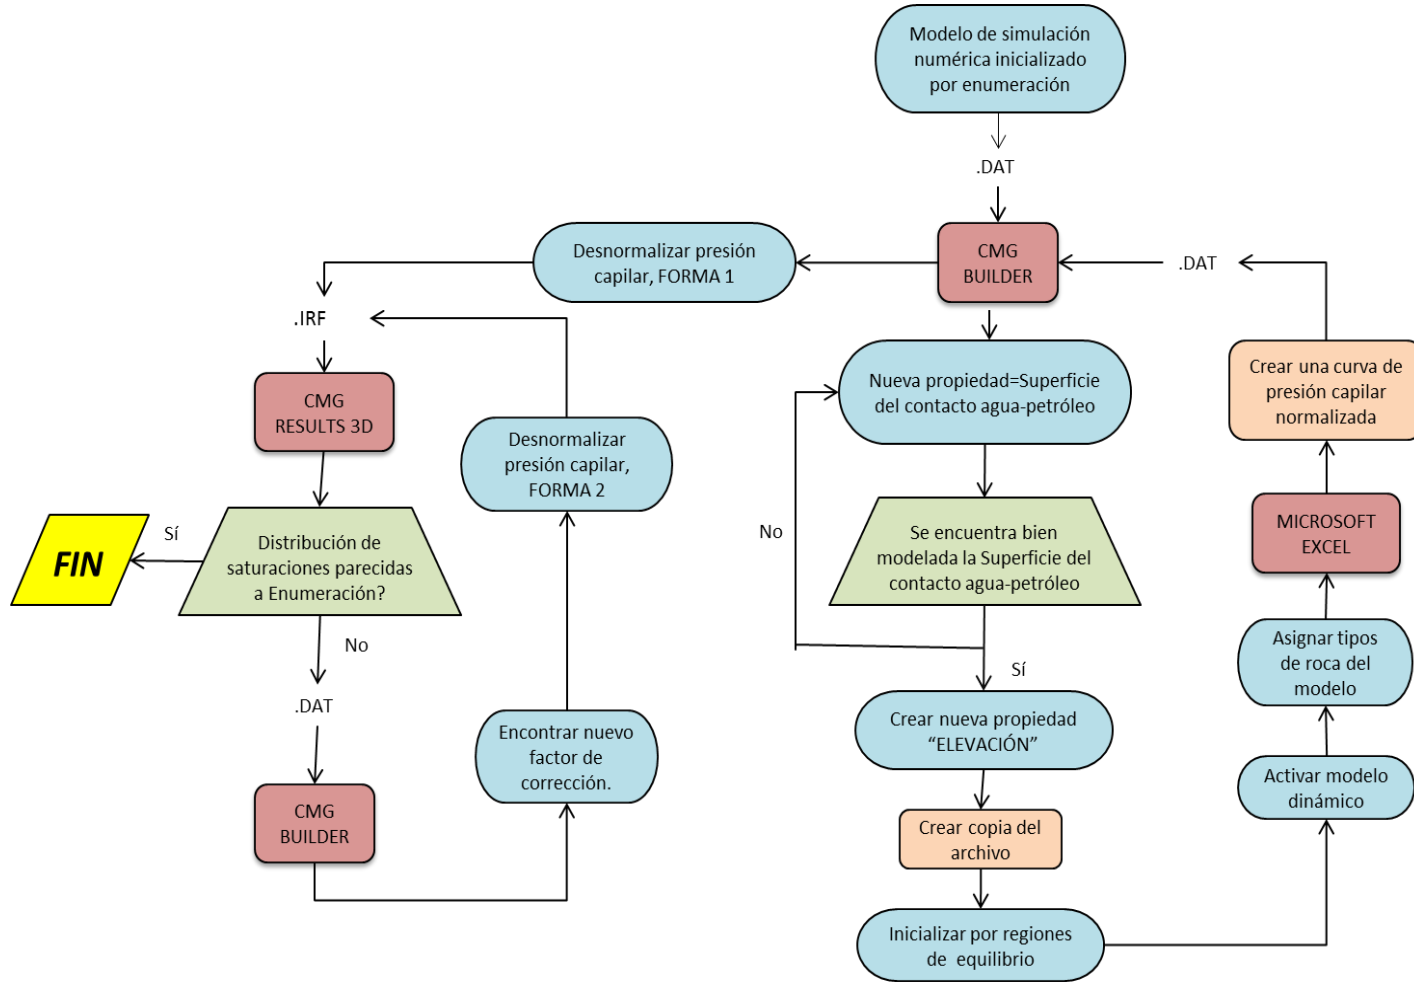 Modelo de simulación
numérica inicializado
por enumeración
.DAT
CMG
BUILDER
.DAT
Desnormalizar presión
capilar, FORMA 1
.IRF
CMG
RESULTS 3D
Distribución de
saturaciones parecidas
a Enumeración?
Sí
FIN
No
.DAT
CMG
BUILDER
Encontrar nuevo
factor de
corrección.
Desnormalizar
presión capilar,
FORMA 2
Nueva propiedad=Superficie
del contacto agua-petróleo
No
Se encuentra bien
modelada la Superficie del
contacto agua-petróleo
Sí
Crear nueva propiedad
“ELEVACIÓN”
Crear copia del
archivo
Inicializar por regiones
de equilibrio
Activar modelo
dinámico
Asignar tipos
de roca del
modelo
MICROSOFT
EXCEL
Crear una curva de
presión capilar
normalizada